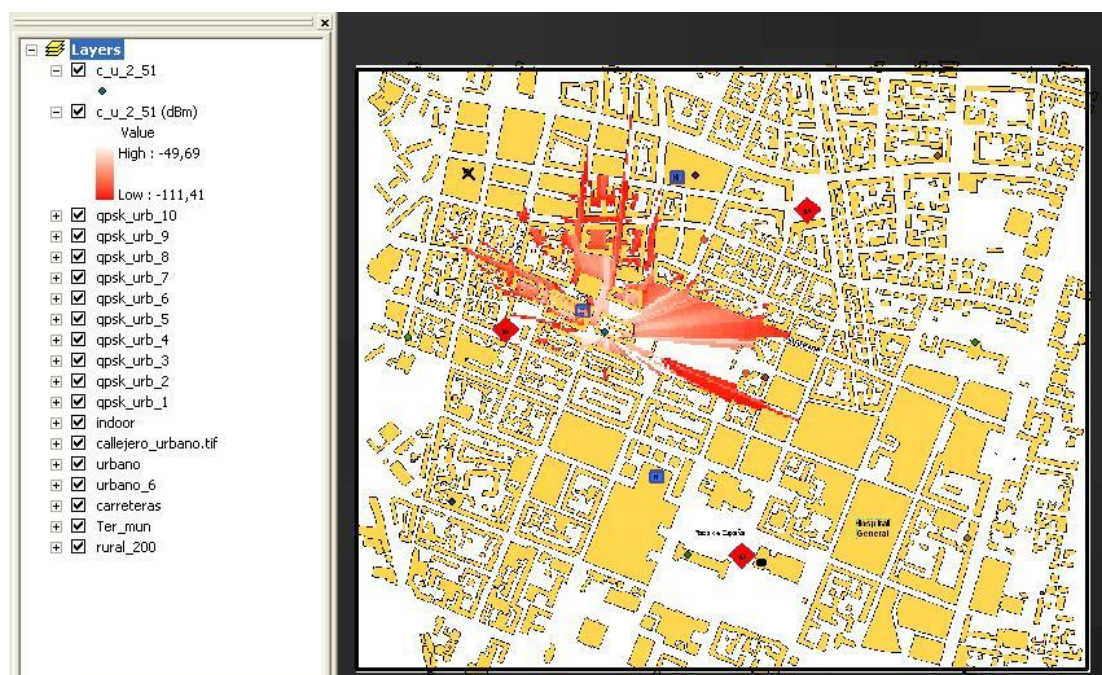 Layers
c_u_2_51
c_u_2_51 (dBm)
Value
High : -49,69
Low : -111,41
qpsk_urb_10
qpsk_urb_9
qpsk_urb_8
qpsk_urb_7
qpsk_urb_6
qpsk_urb_5
qpsk_urb_4
qpsk_urb_3
qpsk_urb_2
qpsk_urb_1
indoor
callejero_urbano.tif
urbano
urbano_6
carreteras
Ter_mun
rural_200
H
H
H
Hospital
General